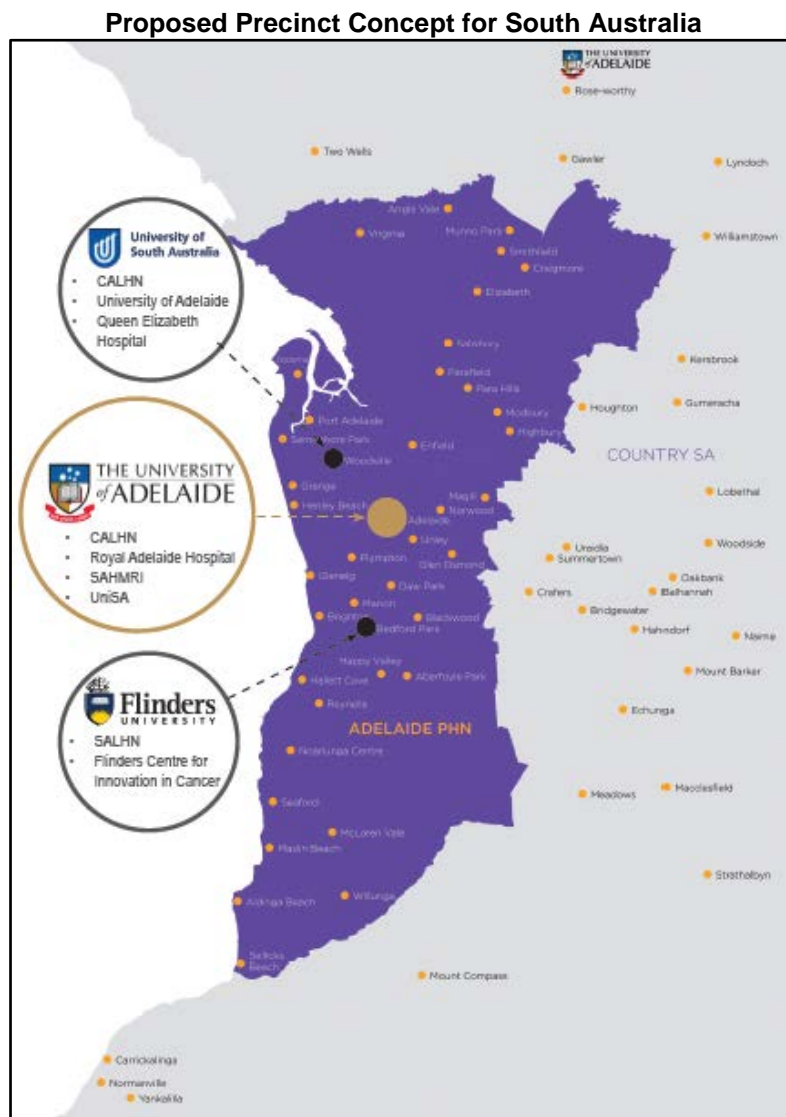 Proposed Precinct Concept for South Australia
THE UNIVERSITY
of ADELAIDE
Rose-worthy
Two Wells
Gawler
Lyndoch
Angle Vale
Virginia
Munno Park
Williamstown
Smithfield
Craigmore
Elizabeth
University of
South Australia
• CALHN
• University of Adelaide
• Queen Elizabeth
Hospital
Salisbury
Kersbrook
Parafield
Para Hills
Gumeracha
Houghton
Modbury
Highbury
Port Adelaide
Enfield
COUNTRY SA
Woodville
THE UNIVERSITY
of ADELAIDE
• CALHN
• Royal Adelaide Hospital
• SAHMRI
• UniSA
Grange
Henley Beach
Magill
Norwood
Adelaide
Lobethal
Unley
Plympton
Glen Osmond
Uraidla
Summertown
Woodside
Glenelg
Daw Park
Oakbank
Balhannah
Crafers
Bridgewater
Marion
Brighton
Blackwood
Bedford Park
Hahndorf
Nairne
Flinders
UNIVERSITY
• SALHN
• Flinders Centre for
Innovation in Cancer
Happy Valley
Hallett Cove
Aberfoyle Park
Mount Barker
Reynella
Echunga
ADELAIDE PHN
Noarlunga Centre
Seaford
Meadows
Macclesfield
McLaren Vale
Maslin Beach
Strathalbyn
Aldinga Beach
Willunga
Sellicks
Beach
Mount Compass
Carrickalinga
Normanville
Yankalilla